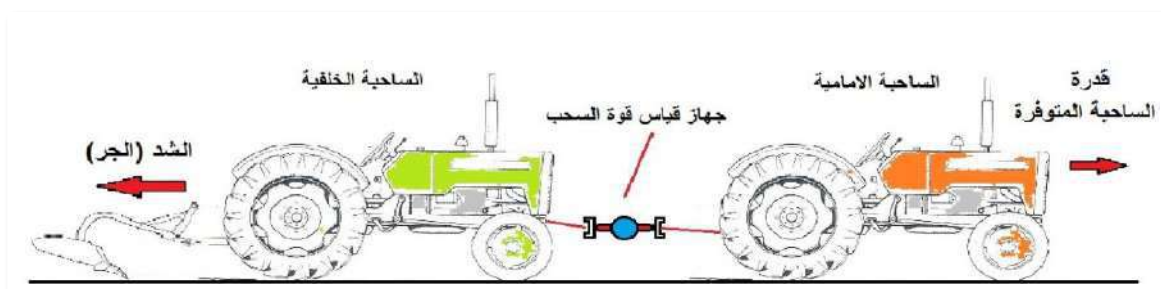 قدرة
الساحبة المتوفرة
الساحبة الامامية
الساحبة الخلفية
جهاز قياس قوة السحب
الشد (الجر)